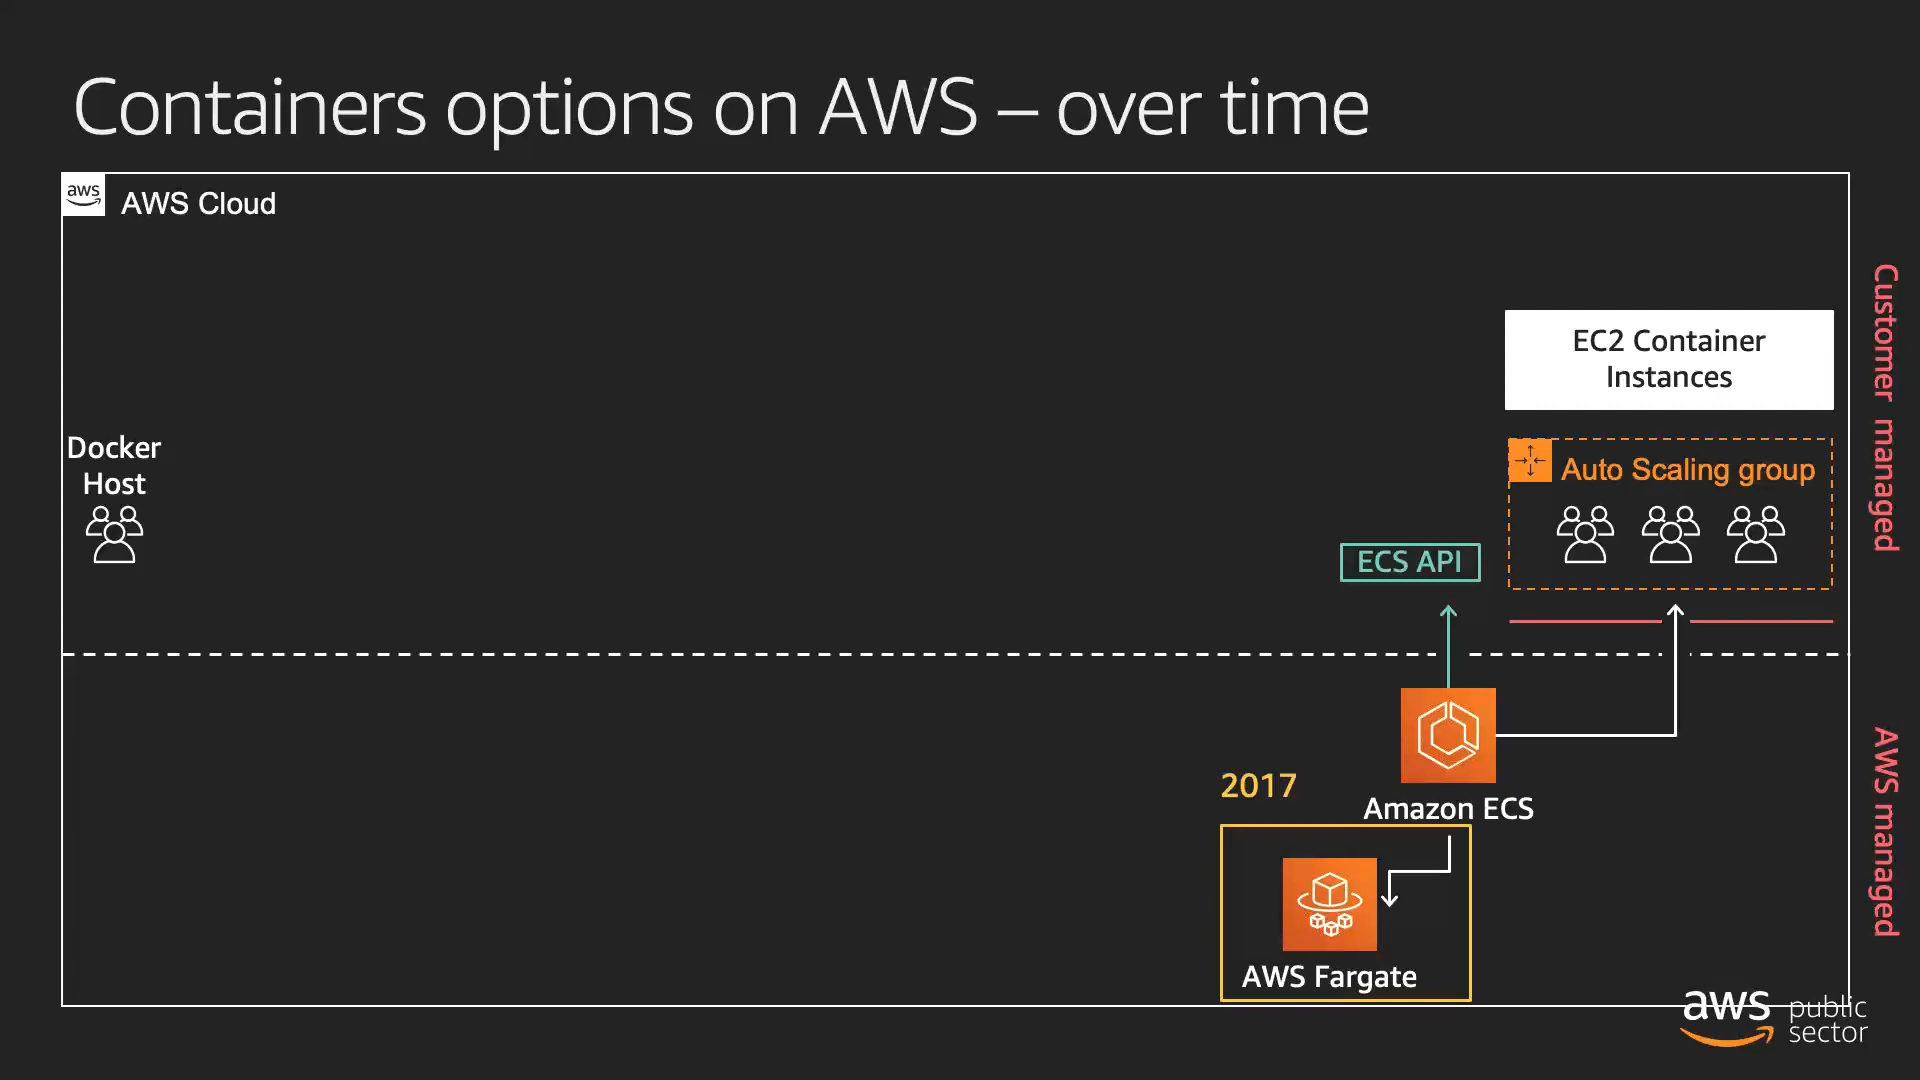 Containers options on AWS – over time
aws
AWS Cloud
EC2 Container
Instances
Docker
Host
Auto Scaling group
ECS API
Customer managed
2017
Amazon ECS
AWS Fargate
AWS managed
aws public
sector